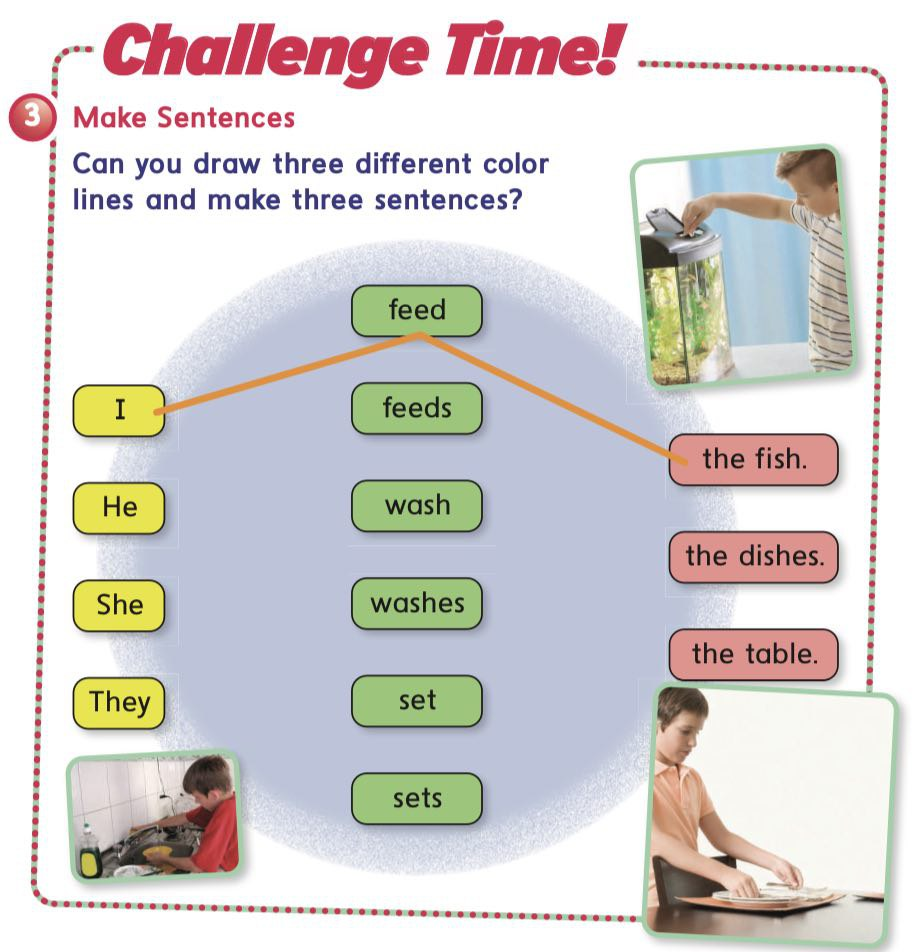 Challenge Time!
3 Make Sentences
Can you draw three different color
lines and make three sentences?
feed
I
feeds
the fish.
He
wash
the dishes.
She
washes
the table.
They
set
sets